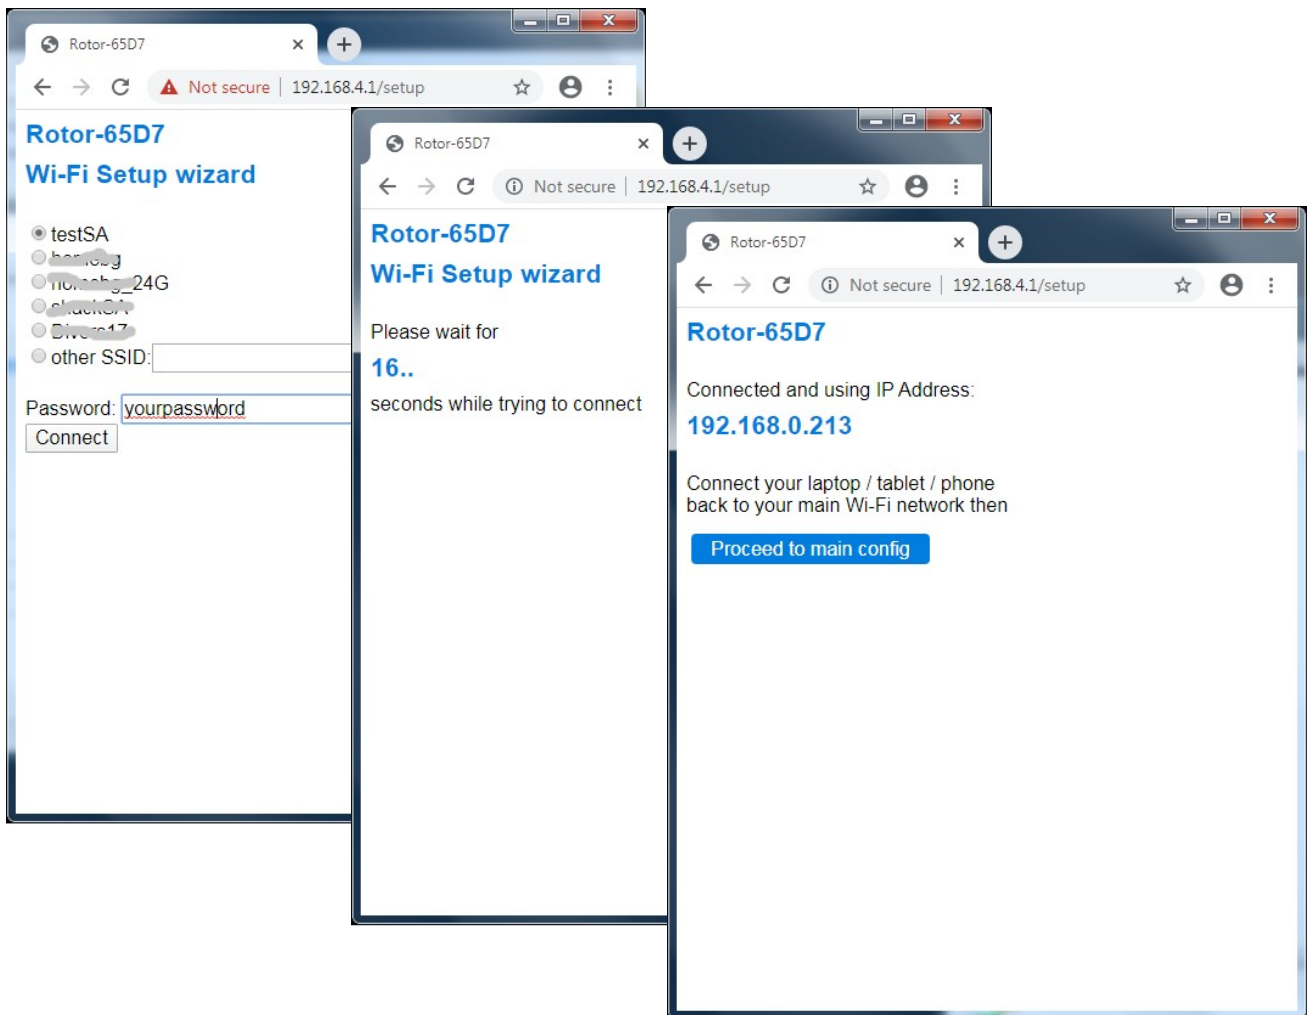 Rotor-65D7
Not secure | 192.168.4.1/setup
Rotor-65D7
Wi-Fi Setup wizard
testSA
_24G
other SSID:
Password: yourpassword
Connect
Rotor-65D7
Not secure | 192.168.4.1/setup
Rotor-65D7
Wi-Fi Setup wizard
Please wait for
16..
seconds while trying to connect
Rotor-65D7
Not secure | 192.168.4.1/setup
Rotor-65D7
Connected and using IP Address:
192.168.0.213
Connect your laptop / tablet / phone
back to your main Wi-Fi network then
Proceed to main config